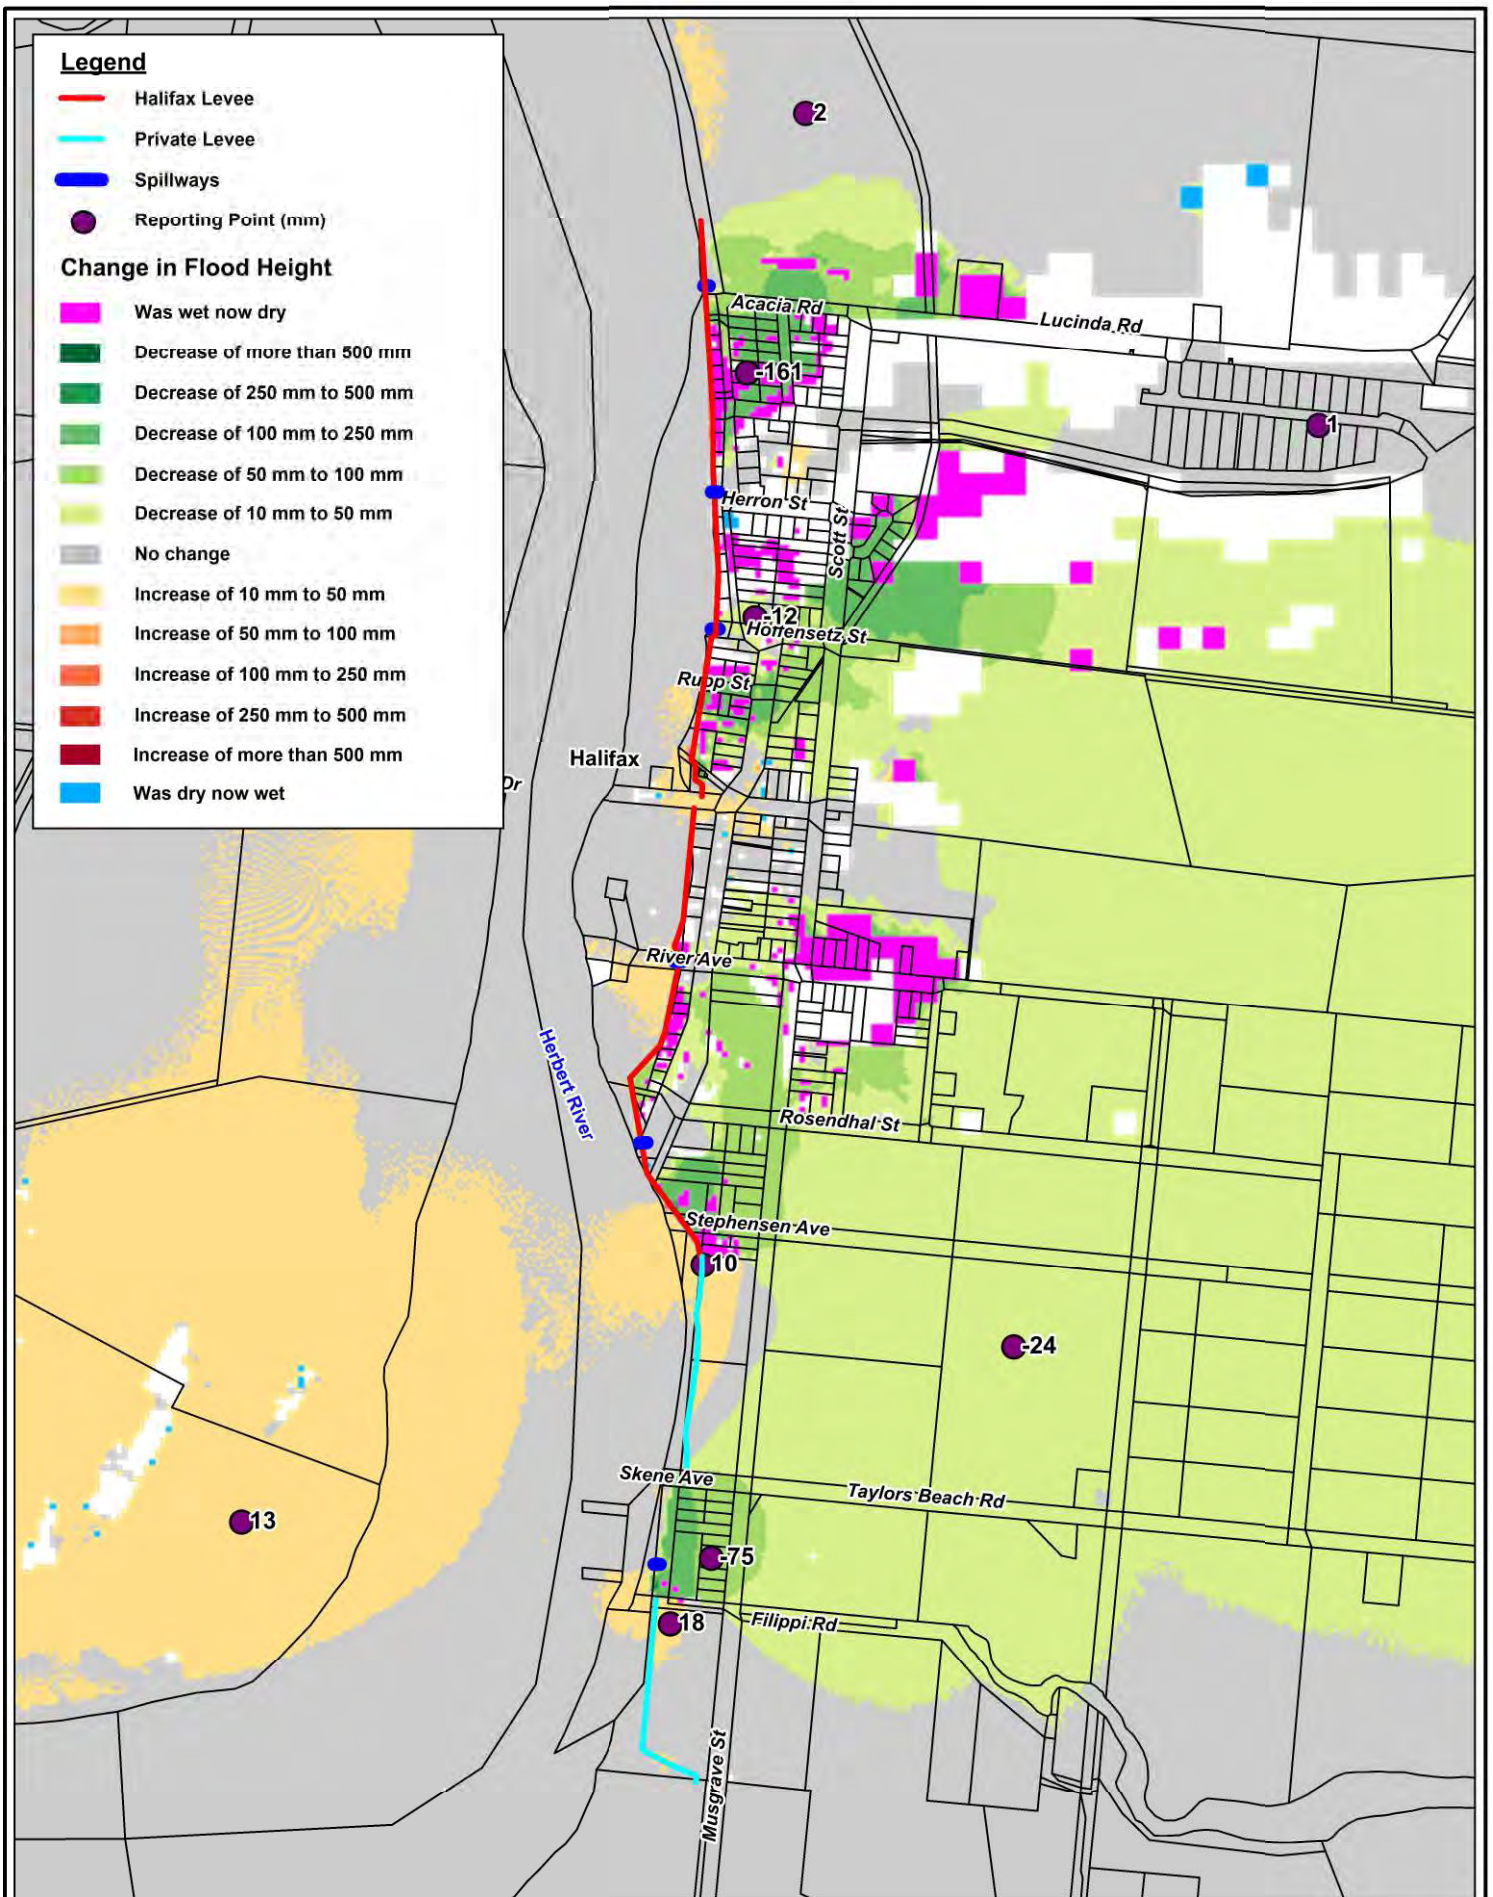 Legend
Halifax Levee
Private Levee
Spillways
Reporting Point (mm)
Change in Flood Height
Was wet now dry
Decrease of more than 500 mm
Decrease of 250 mm to 500 mm
Decrease of 100 mm to 250 mm
Decrease of 50 mm to 100 mm
Decrease of 10 mm to 50 mm
No change
Increase of 10 mm to 50 mm
Increase of 50 mm to 100 mm
Increase of 100 mm to 250 mm
Increase of 250 mm to 500 mm
Increase of more than 500 mm
Was dry now wet
2
Acacia Rd
Lucinda Rd
-161
1
Herron St
Scott St
-12
Hoffensetz St
Rupp St
Halifax
Dr
River Ave
Herbert River
Rosendhal St
Stephensen Ave
10
-24
Skene Ave
Taylors Beach Rd
13
-75
18
Filippi Rd
Musgrave St